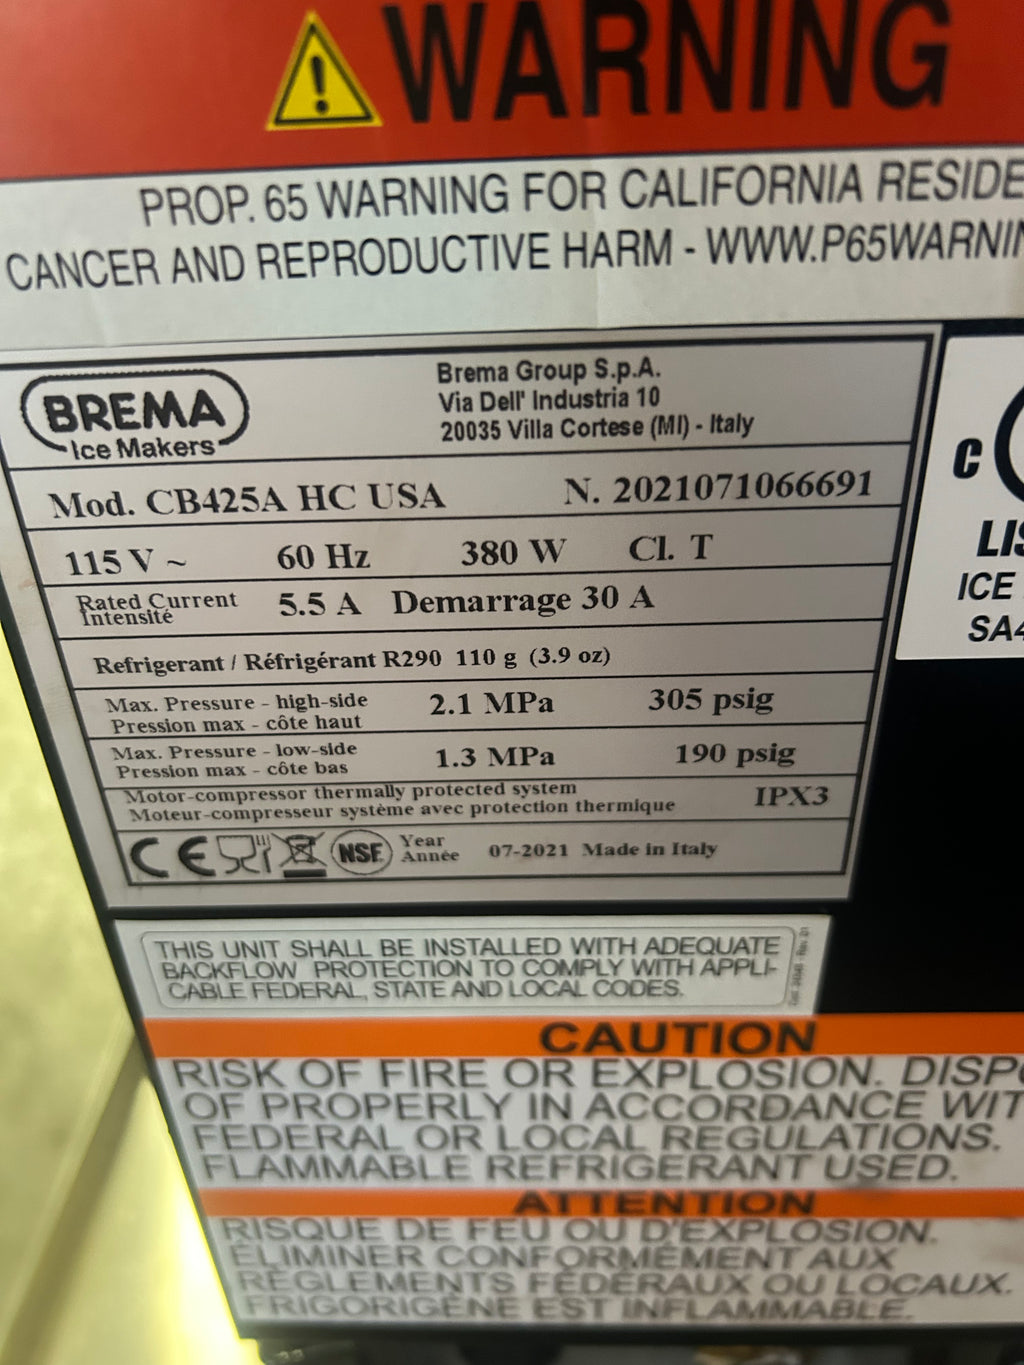 WARNING
PROP. 65 WARNING FOR CALIFORNIA RESIDE
CANCER AND REPRODUCTIVE HARM - WWW.P65WARNIN
BREMA
Ice Makers
Brema Group S.p.A.
Via Dell' Industria 10
20035 Villa Cortese (MI) - Italy
Mod. CB425A HC USA N. 2021071066691
115 V ~ 60 Hz 380 W Cl. T
Rated Current
Intensité
5.5 A Demarrage 30 A
Refrigerant / Réfrigérant R290 110 g (3.9 oz)
Max. Pressure - high-side
Pression max - côte haut
2.1 MPa 305 psig
Max. Pressure - low-side
Pression max - côte bas
1.3 MPa 190 psig
Motor-compressor thermally protected system
Moteur-compresseur système avec protection thermique
IPX3
CE
NSF
Year
Année
07-2021 Made in Italy
C
LIS
ICE
SA4
THIS UNIT SHALL BE INSTALLED WITH ADEQUATE
BACKFLOW PROTECTION TO COMPLY WITH APPLI-
CABLE FEDERAL, STATE AND LOCAL CODES.
CAUTION
RISK OF FIRE OR EXPLOSION. DISPO
OF PROPERLY IN ACCORDANCE WIT
FEDERAL OR LOCAL REGULATIONS.
FLAMMABLE REFRIGERANT USED.
ATTENTION
RISQUE DE FEU OU D'EXPLOSION.
ÉLIMINER CONFORMÉMENT AUX
RÈGLEMENTS FÉDÉRAUX OU LOCAUX.
FRIGORIGÈNE EST INFLAMMABLE.